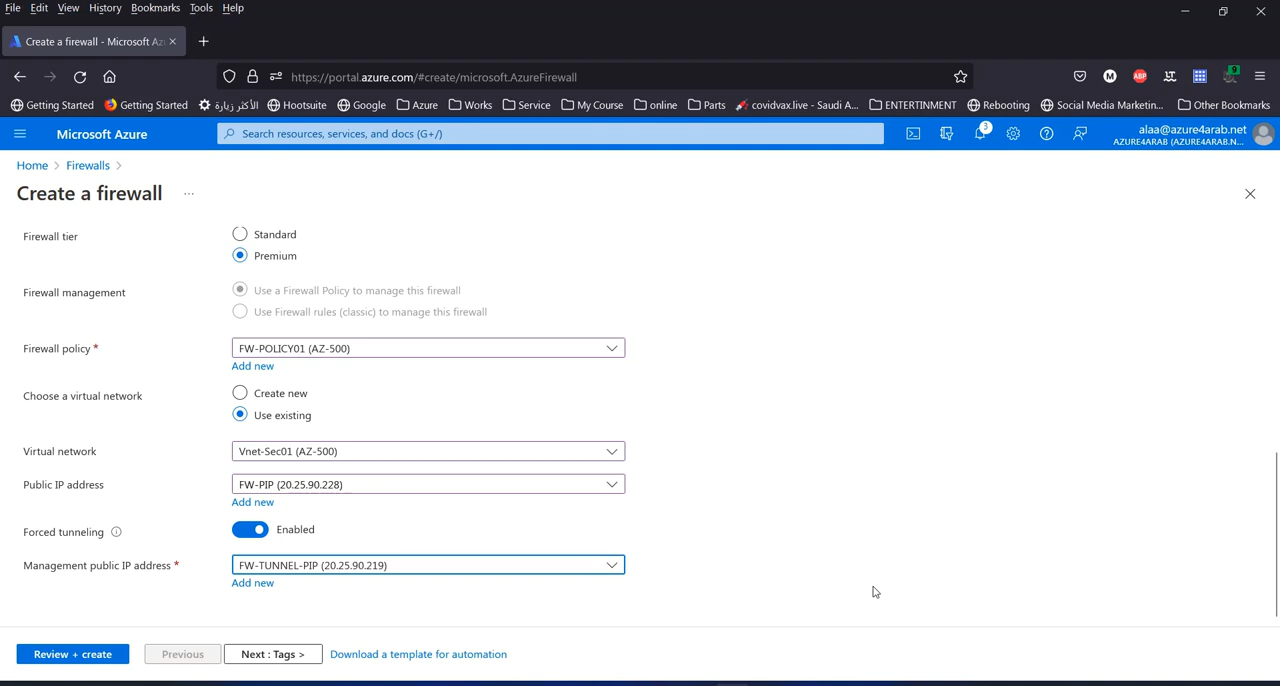 File Edit View History Bookmarks Tools Help
Create a firewall - Microsoft Az
https://portal.azure.com/#create/microsoft.AzureFirewall
M ABP 9
Getting Started Getting Started الأكثر زيارة Hootsuite Google Azure Works Service My Course online Parts covidvax.live - Saudi A... ENTERTINMENT Rebooting Social Media Marketin... Other Bookmarks
Microsoft Azure Search resources, services, and docs (G+/) 3 alaa@azure4arab.net
AZURE4ARAB (AZURE4ARAB.N...
Home > Firewalls >
Create a firewall ...
Firewall tier Standard
Premium
Firewall management Use a Firewall Policy to manage this firewall
Use Firewall rules (classic) to manage this firewall
Firewall policy * FW-POLICY01 (AZ-500)
Add new
Choose a virtual network Create new
Use existing
Virtual network Vnet-Sec01 (AZ-500)
Public IP address FW-PIP (20.25.90.228)
Add new
Forced tunneling Enabled
Management public IP address * FW-TUNNEL-PIP (20.25.90.219)
Add new
Review + create Previous Next : Tags > Download a template for automation